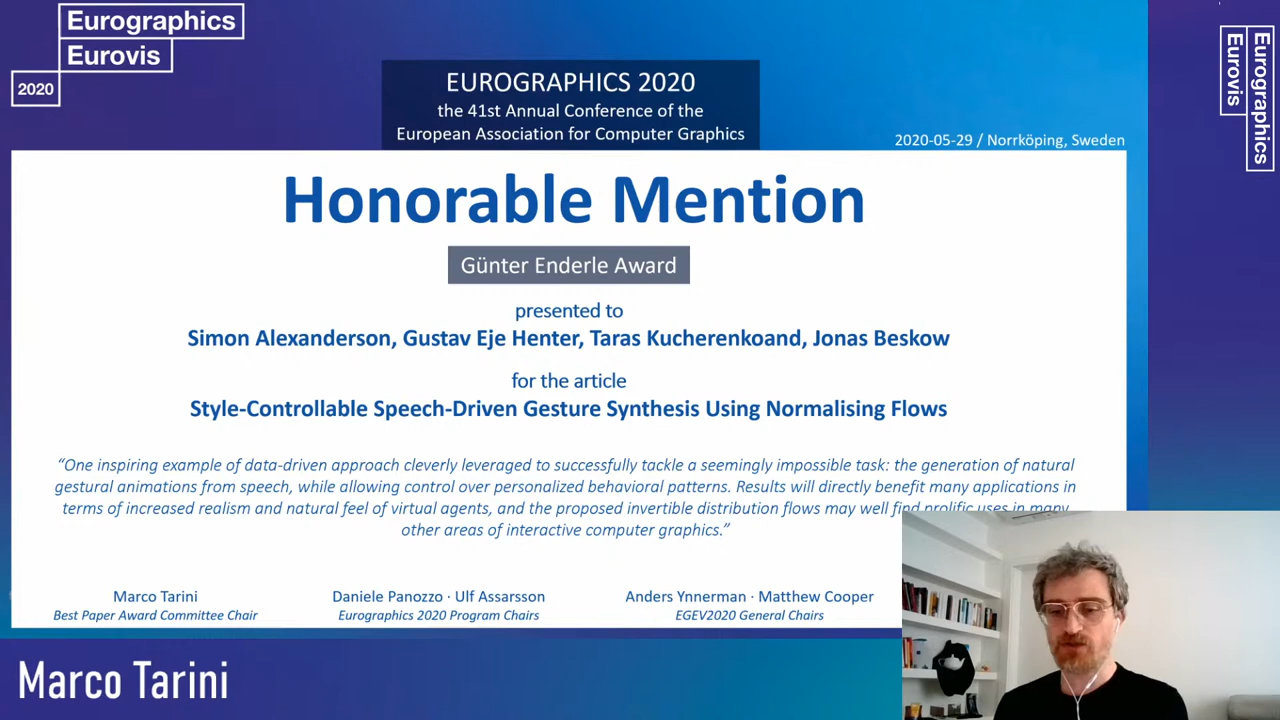 Eurographics
Eurovis
2020
EUROGRAPHICS 2020
the 41st Annual Conference of the
European Association for Computer Graphics
2020-05-29 / Norrköping, Sweden
Eurographics
Eurovis
Honorable Mention
Günter Enderle Award
presented to
Simon Alexanderson, Gustav Eje Henter, Taras Kucherenkoand, Jonas Beskow
for the article
Style-Controllable Speech-Driven Gesture Synthesis Using Normalising Flows
“One inspiring example of data-driven approach cleverly leveraged to successfully tackle a seemingly impossible task: the generation of natural
gestural animations from speech, while allowing control over personalized behavioral patterns. Results will directly benefit many applications in
terms of increased realism and natural feel of virtual agents, and the proposed invertible distribution flows may well find prolific uses in many
other areas of interactive computer graphics.”
Marco Tarini
Best Paper Award Committee Chair
Daniele Panozzo · Ulf Assarsson
Eurographics 2020 Program Chairs
Anders Ynnerman · Matthew Cooper
EGEV2020 General Chairs
Marco Tarini